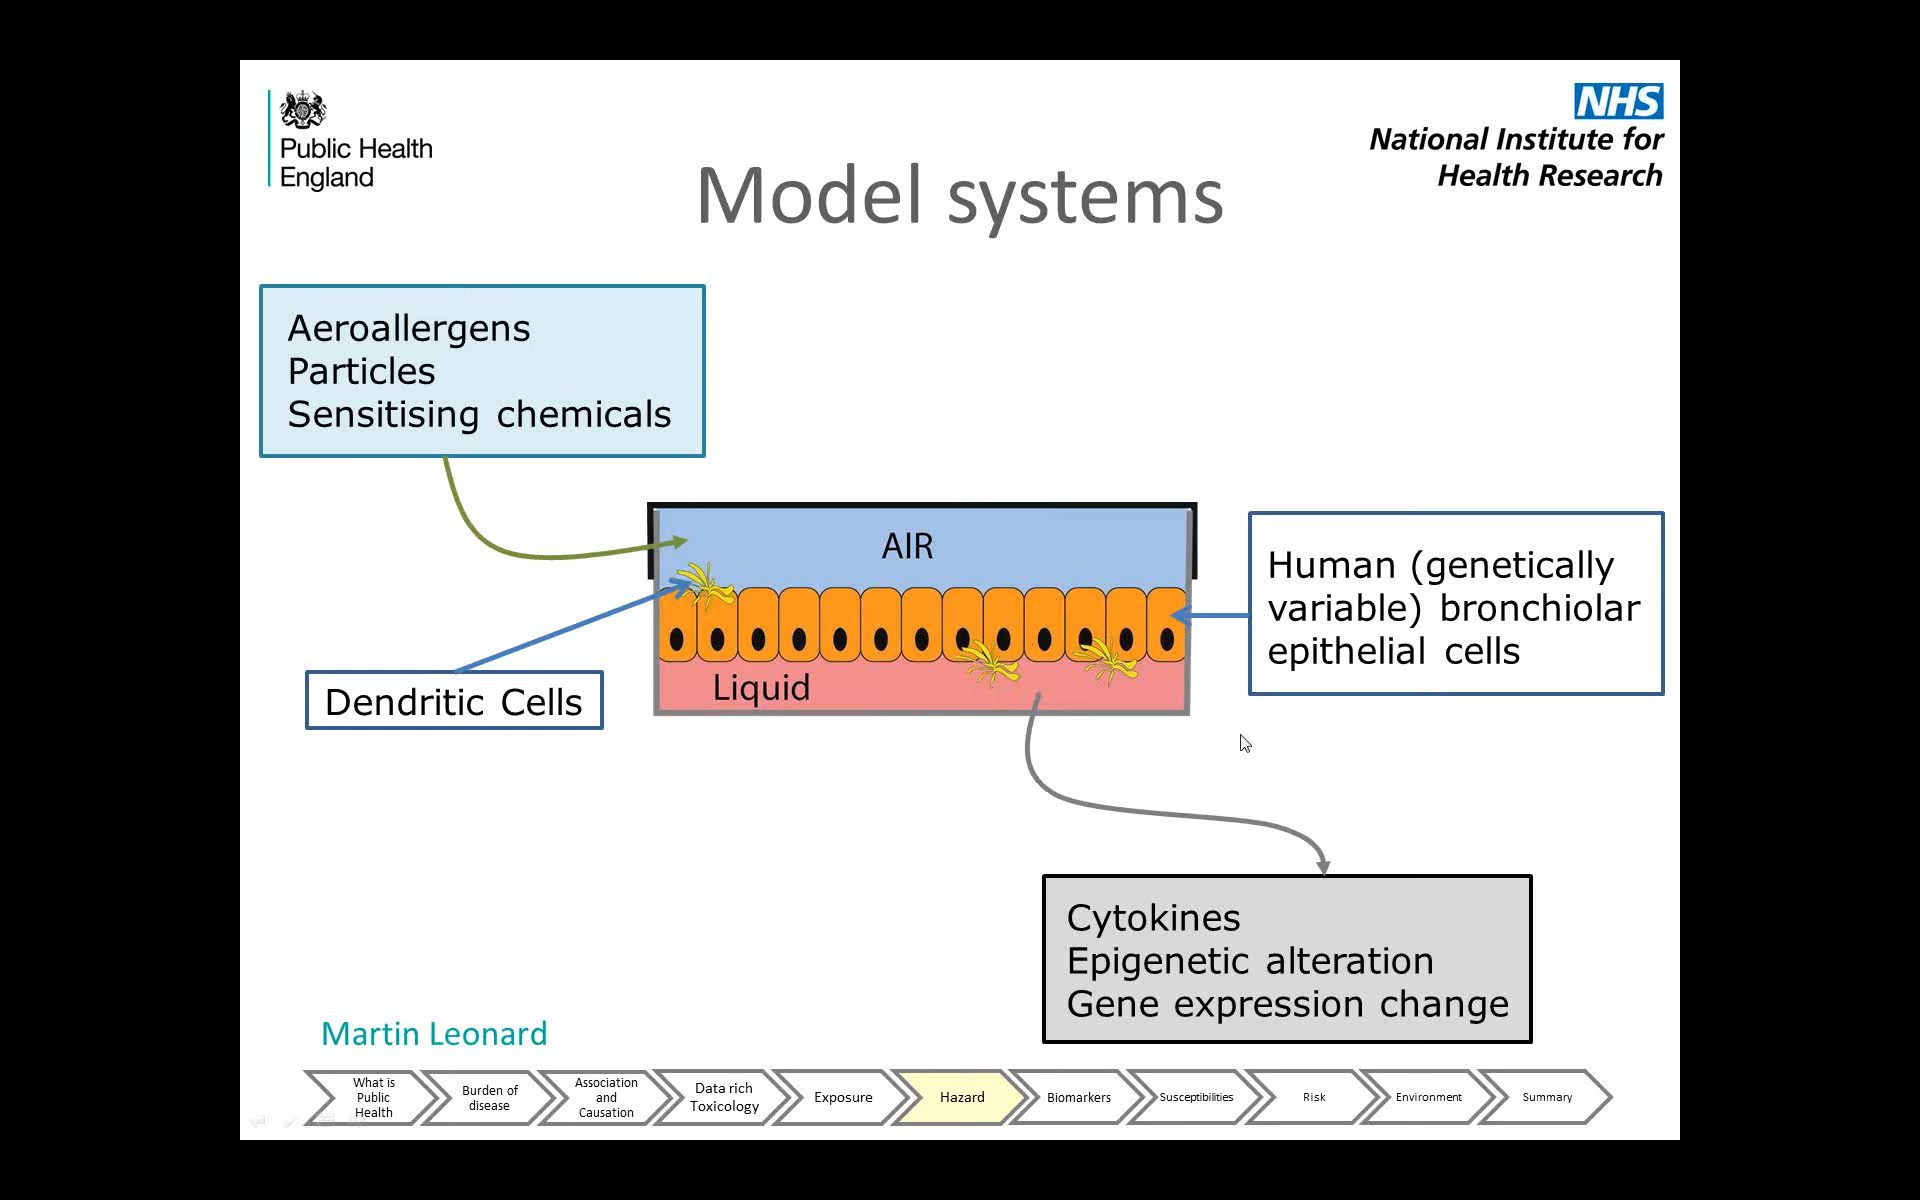 Public Health
England
NHS
National Institute for
Health Research
Model systems
Aeroallergens
Particles
Sensitising chemicals
AIR
Human (genetically
variable) bronchiolar
epithelial cells
Dendritic Cells
Liquid
Cytokines
Epigenetic alteration
Gene expression change
Martin Leonard
What is
Public
Health
Burden of
disease
Association
and
Causation
Data rich
Toxicology
Exposure
Hazard
Biomarkers
Susceptibilities
Risk
Environment
Summary